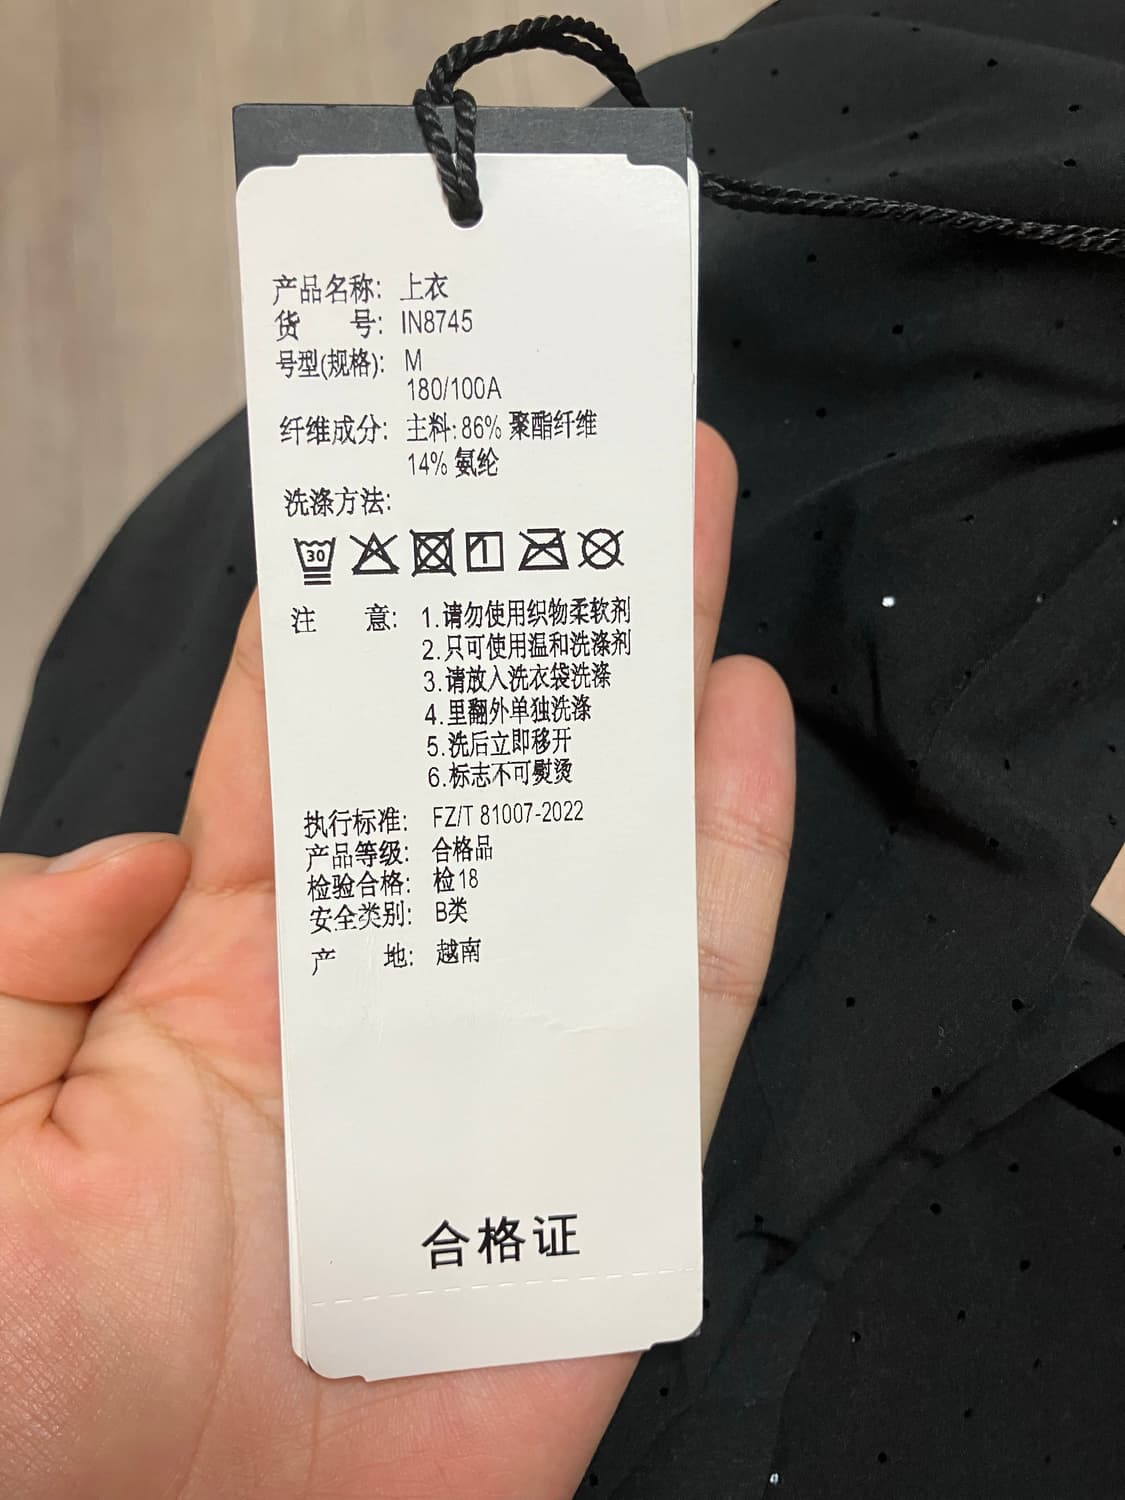 产品名称: 上衣
货 号: IN8745
号型(规格): M
180/100A
纤维成分: 主料: 86% 聚酯纤维
14% 氨纶
洗涤方法:
30
注 意: 1.请勿使用织物柔软剂
2.只可使用温和洗涤剂
3.请放入洗衣袋洗涤
4.里翻外单独洗涤
5.洗后立即移开
6.标志不可熨烫
执行标准: FZ/T 81007-2022
产品等级: 合格品
检验合格: 检18
安全类别: B类
产 地: 越南
合格证